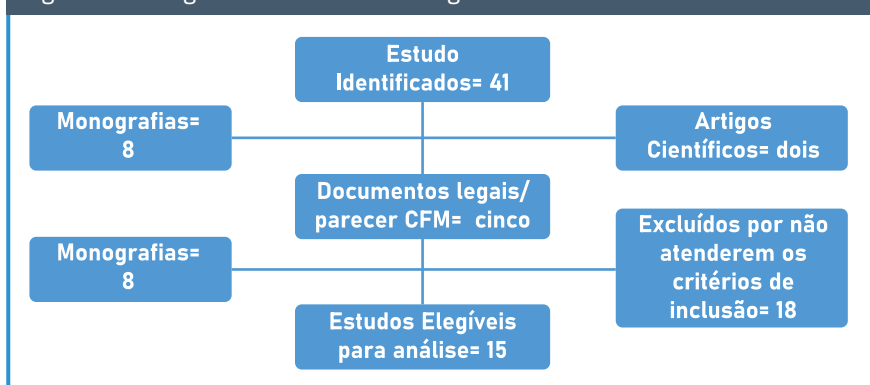 Estudo
Identificados= 41
Monografias=
8
Artigos
Científicos= dois
Documentos legais/
parecer CFM= cinco
Monografias=
8
Excluídos por não
atenderem os
critérios de
inclusão= 18
Estudos Elegíveis
para análise= 15